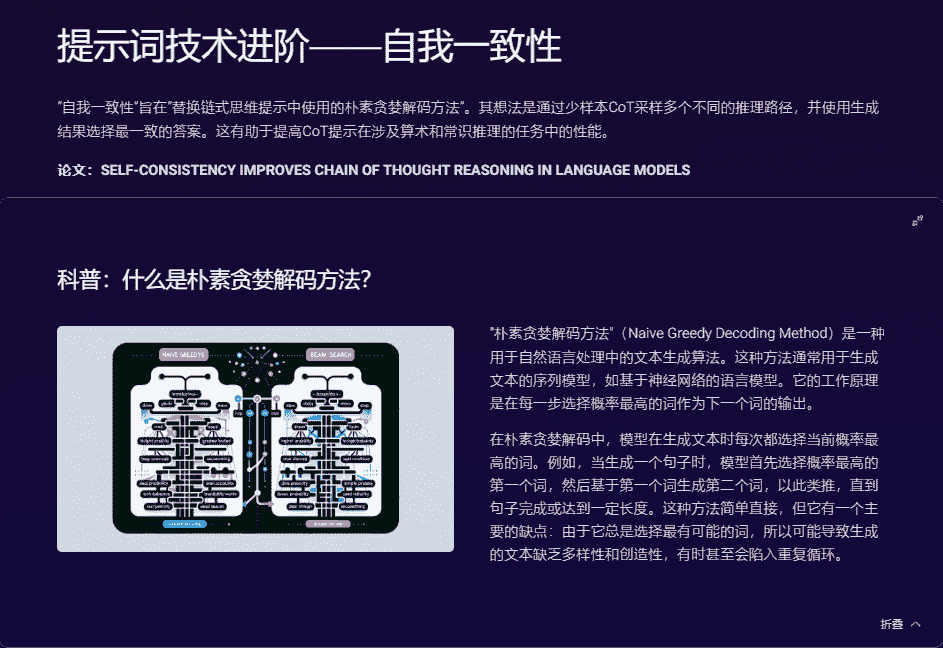 提示词技术进阶——自我一致性
“自我一致性”旨在“替换链式思维提示中使用的朴素贪婪解码方法”。其想法是通过少样本CoT采样多个不同的推理路径，并使用生成
结果选择最一致的答案。这有助于提高CoT提示在涉及算术和常识推理的任务中的性能。
论文：SELF-CONSISTENCY IMPROVES CHAIN OF THOUGHT REASONING IN LANGUAGE MODELS
科普：什么是朴素贪婪解码方法？
NAIVE GREEDYS
BEAM SEARCH
"朴素贪婪解码方法"（Naive Greedy Decoding Method）是一种
用于自然语言处理中的文本生成算法。这种方法通常用于生成
文本的序列模型，如基于神经网络的语言模型。它的工作原理
是在每一步选择概率最高的词作为下一个词的输出。
在朴素贪婪解码中，模型在生成文本时每次都选择当前概率最
高的词。例如，当生成一个句子时，模型首先选择概率最高的
第一个词，然后基于第一个词生成第二个词，以此类推，直到
句子完成或达到一定长度。这种方法简单直接，但它有一个主
要的缺点：由于它总是选择最有可能的词，所以可能导致生成
的文本缺乏多样性和创造性，有时甚至会陷入重复循环。
折叠